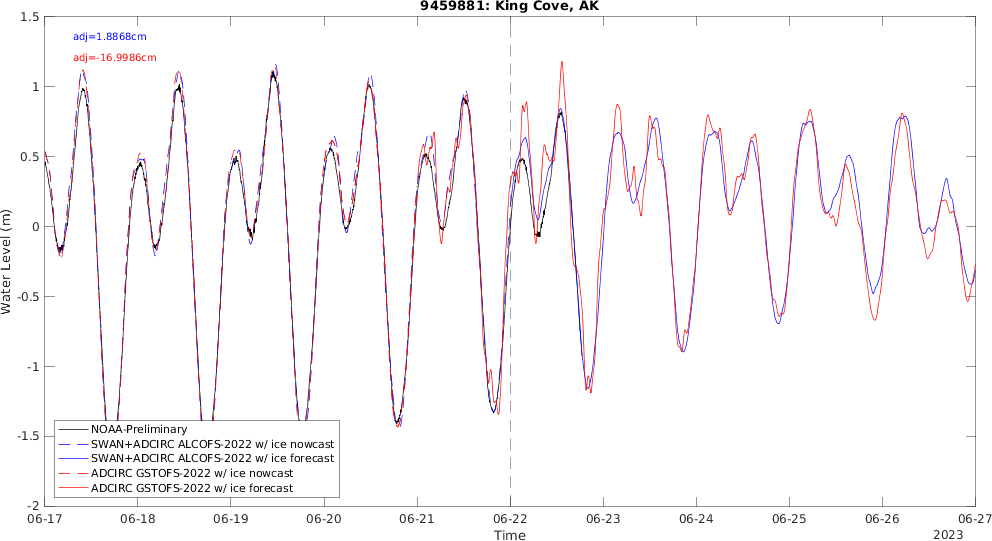 9459881: King Cove, AK
adj=1.8868cm
adj=-16.9986cm
Water Level (m)
1.5
1
0.5
0
-0.5
-1
-1.5
-2
NOAA-Preliminary
SWAN+ADCIRC ALCOFS-2022 w/ ice nowcast
SWAN+ADCIRC ALCOFS-2022 w/ ice forecast
ADCIRC GSTOFS-2022 w/ ice nowcast
ADCIRC GSTOFS-2022 w/ ice forecast
06-17 06-18 06-19 06-20 06-21 06-22 06-23 06-24 06-25 06-26 06-27
Time
2023